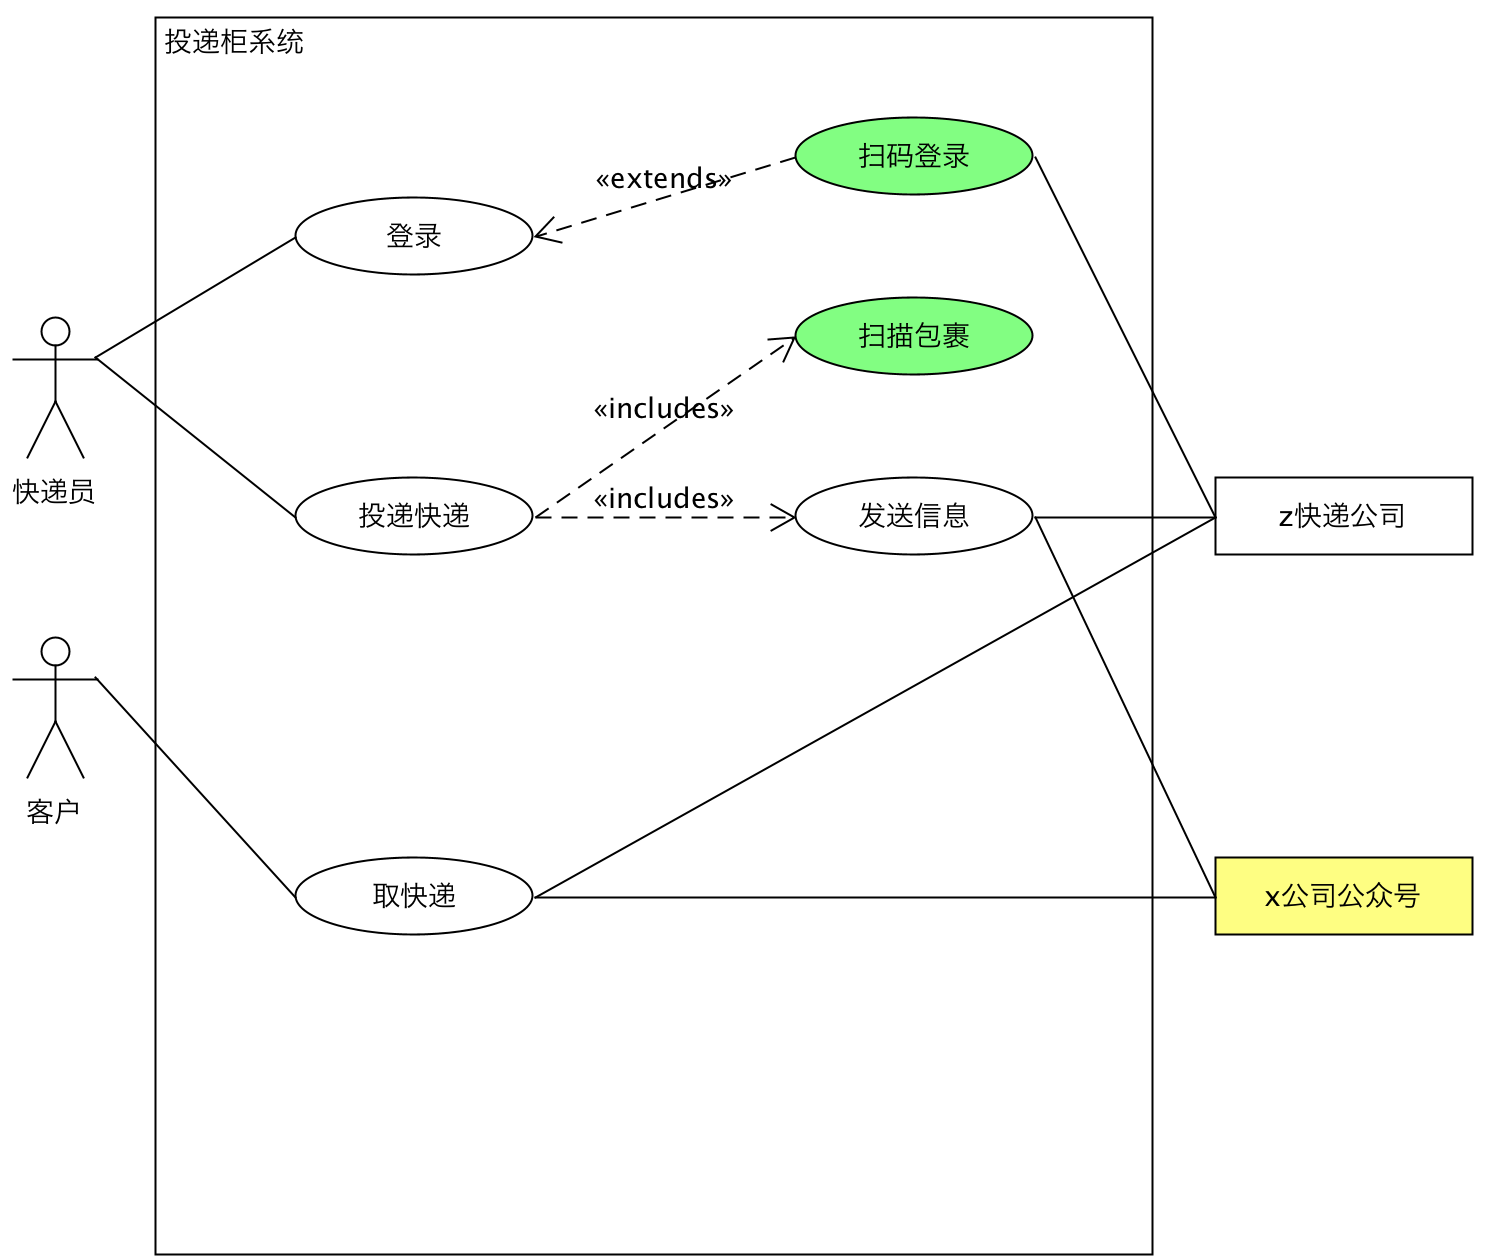 投递柜系统
扫码登录
«extends»
登录
扫描包裹
«includes»
快递员
«includes»
投递快递
发送信息
z快递公司
客户
取快递
x公司公众号